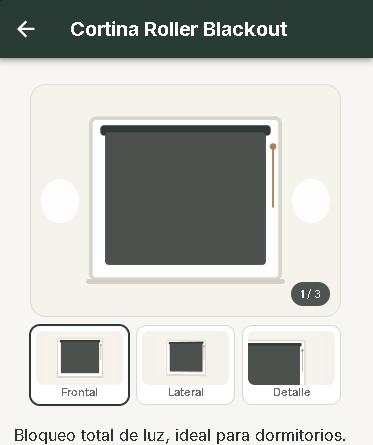 Cortina Roller Blackout
1 / 3
Frontal
Lateral
Detalle
Bloqueo total de luz, ideal para dormitorios.